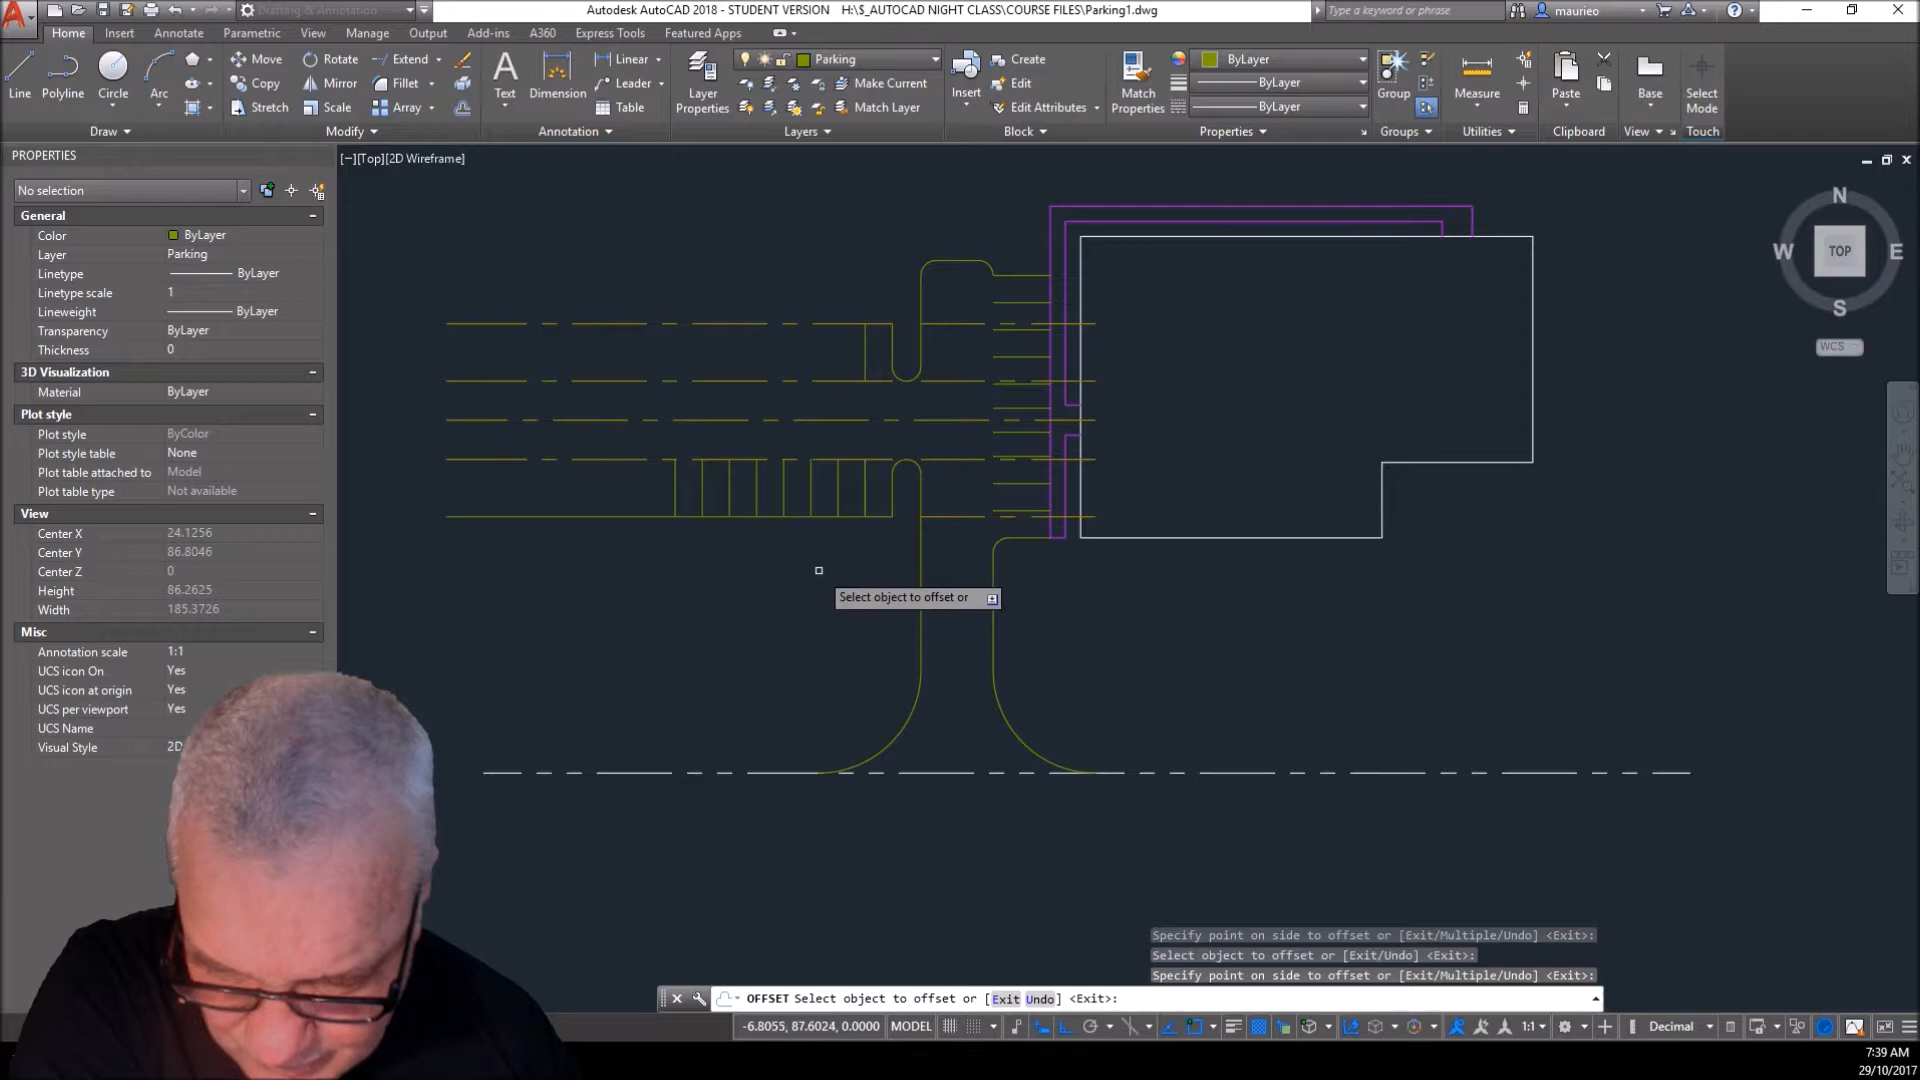 Drafting & Annotation
Autodesk AutoCAD 2018 - STUDENT VERSION H:\$_AUTOCAD NIGHT CLASS\COURSE FILES\Parking1.dwg
Type a keyword or phrase
maurieo
Home Insert Annotate Parametric View Manage Output Add-ins A360 Express Tools Featured Apps
Line Polyline Circle Arc
Move Rotate Extend
Copy Mirror Fillet
Stretch Scale Array
Text Dimension
Linear
Leader
Table
Layer Properties
Parking
Make Current
Match Layer
Insert
Create
Edit
Edit Attributes
Match Properties
ByLayer
ByLayer
ByLayer
Group
Measure
Paste
Base
Select Mode
Draw Modify Annotation Layers Block Properties Groups Utilities Clipboard View Touch
PROPERTIES
No selection
General
Color ByLayer
Layer Parking
Linetype ByLayer
Linetype scale 1
Lineweight ByLayer
Transparency ByLayer
Thickness 0
3D Visualization
Material ByLayer
Plot style
Plot style ByColor
Plot style table None
Plot table attached to Model
Plot table type Not available
View
Center X 24.1256
Center Y 86.8046
Center Z 0
Height 86.2625
Width 185.3726
Misc
Annotation scale 1:1
UCS icon On Yes
UCS icon at origin Yes
UCS per viewport Yes
UCS Name
Visual Style 2D
[−][Top][2D Wireframe]
N
W TOP E
S
WCS
Select object to offset or
Specify point on side to offset or [Exit/Multiple/Undo] <Exit>:
Select object to offset or [Exit/Undo] <Exit>:
Specify point on side to offset or [Exit/Multiple/Undo] <Exit>:
OFFSET Select object to offset or [Exit Undo] <Exit>:
-6.8055, 87.6024, 0.0000 MODEL 1:1 Decimal
7:39 AM
29/10/2017